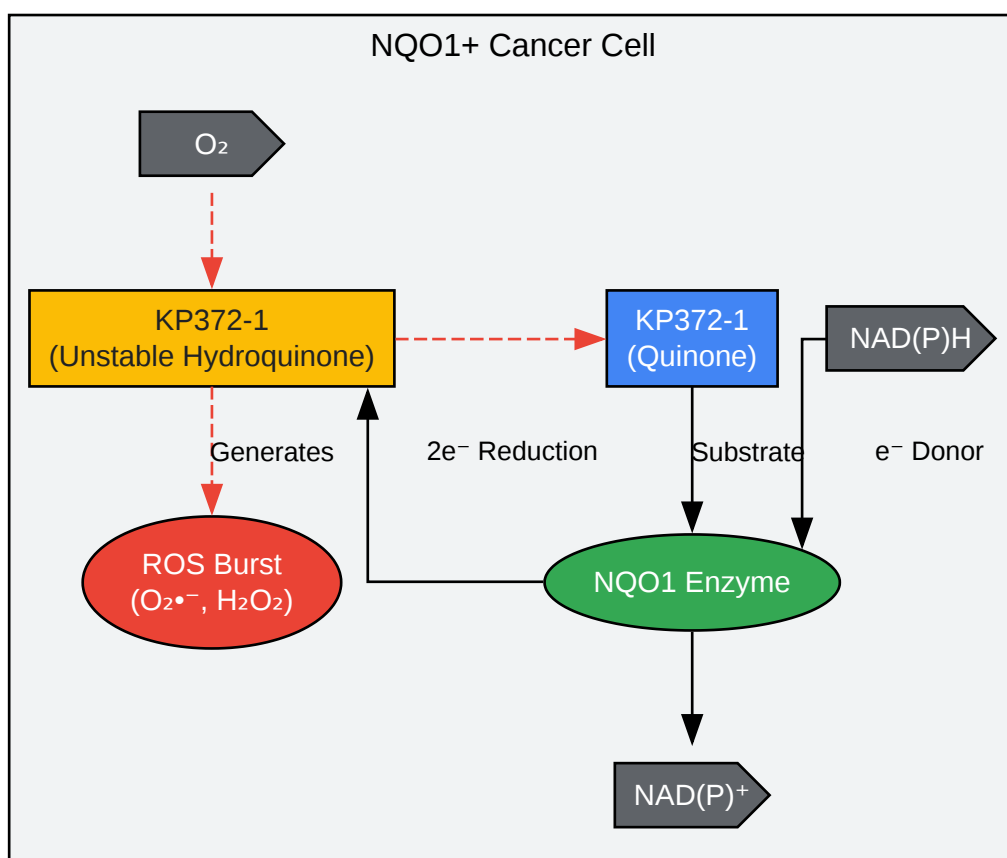 NQO1+ Cancer Cell
O₂
KP372-1
(Unstable Hydroquinone)
KP372-1
(Quinone)
NAD(P)H
Generates
2e⁻ Reduction
Substrate
e⁻ Donor
ROS Burst
(O₂•⁻, H₂O₂)
NQO1 Enzyme
NAD(P)⁺